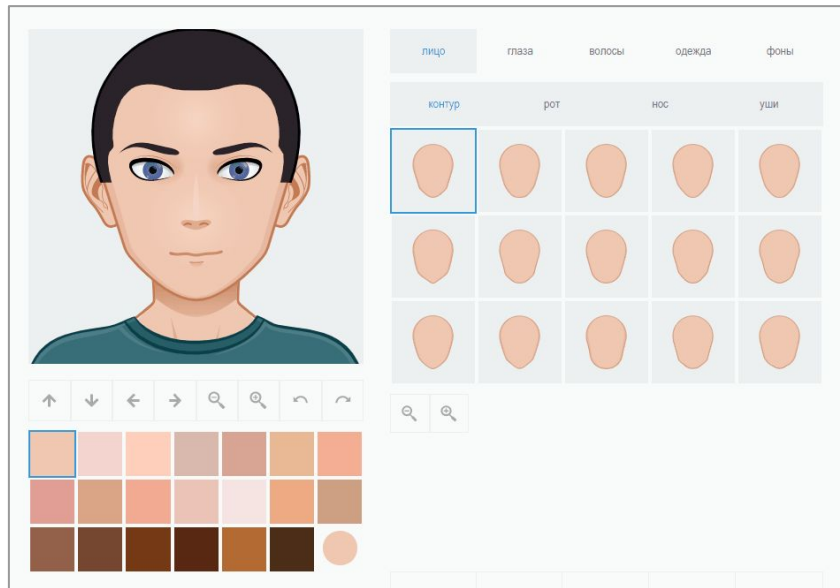 лицо глаза волосы одежда фоны
контур рот нос уши